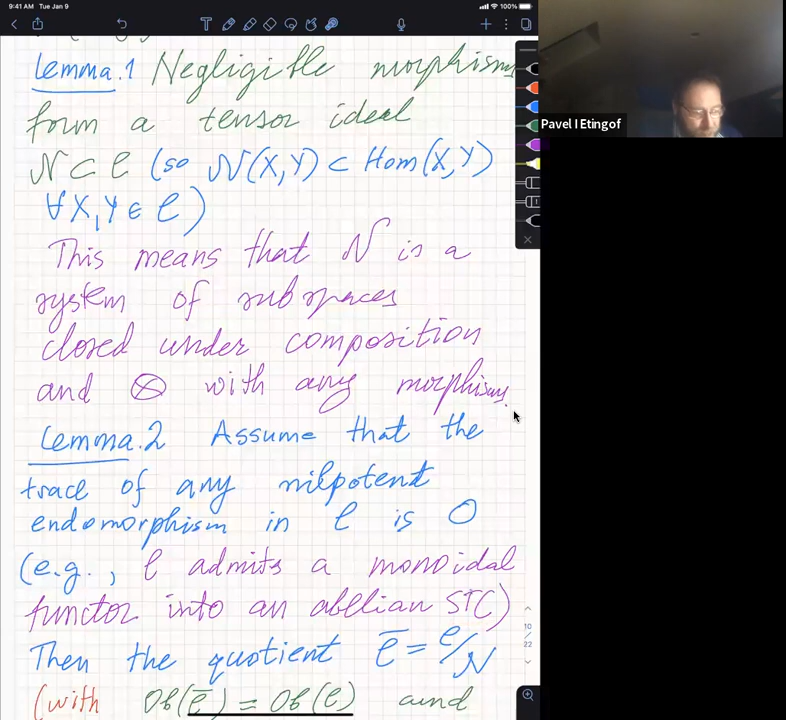 9:41 AM Tue Jan 9
100%
Lemma.1 Negligible morphisms
form a tensor ideal
N ⊂ C (so N(X,Y) ⊂ Hom(X,Y)
∀ X,Y ∈ C)
This means that N is a
system of subspaces
closed under composition
and ⊗ with any morphism.
Lemma.2 Assume that the
trace of any nilpotent
endomorphism in C is 0
(e.g., C admits a monoidal
functor into an abelian STC)
Then the quotient C̄ = C/N
(with Ob(C̄) = Ob(C) and
10
22
Pavel I Etingof